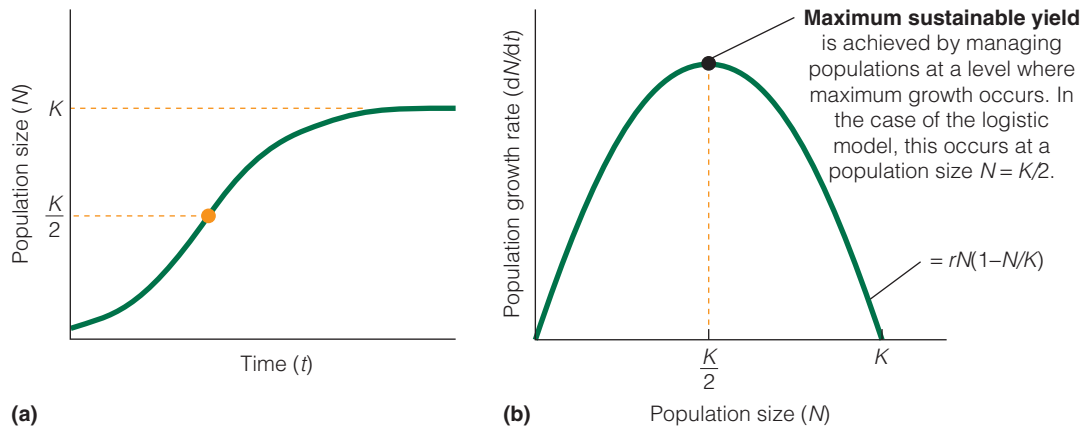 Population size (N)
K
K
2
Time (t)
(a)
Population growth rate (dN/dt)
Maximum sustainable yield
is achieved by managing
populations at a level where
maximum growth occurs. In
the case of the logistic
model, this occurs at a
population size N = K/2.
= rN(1–N/K)
K
2
K
Population size (N)
(b)